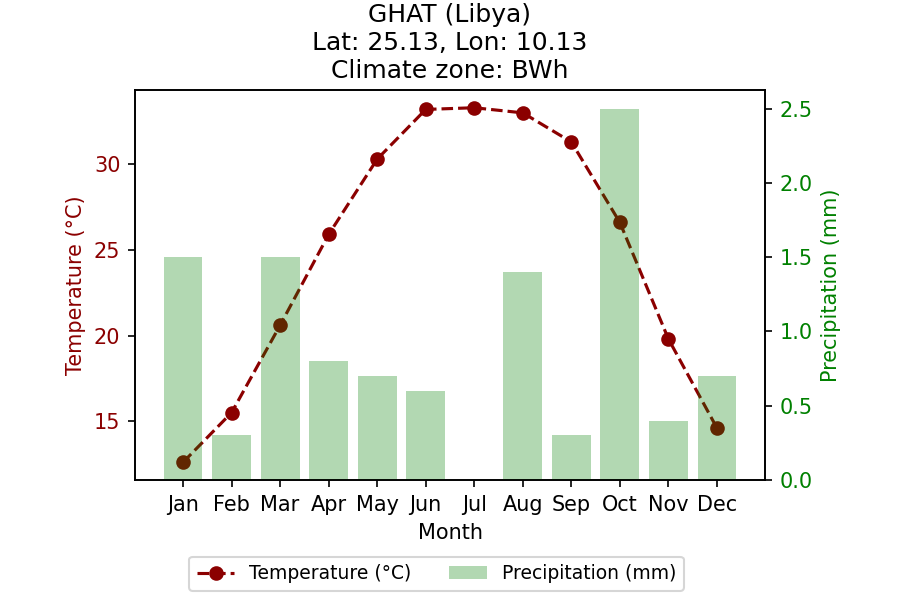 GHAT (Libya)
Lat: 25.13, Lon: 10.13
Climate zone: BWh
Temperature (°C)
30
25
20
15
2.5
2.0
1.5
1.0
0.5
0.0
Precipitation (mm)
Jan Feb Mar Apr May Jun Jul Aug Sep Oct Nov Dec
Month
Temperature (°C) Precipitation (mm)